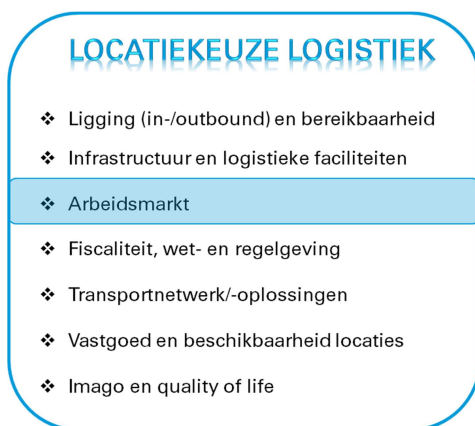 LOCATIEKEUZE LOGISTIEK
❖ Ligging (in-/outbound) en bereikbaarheid
❖ Infrastructuur en logistieke faciliteiten
❖ Arbeidsmarkt
❖ Fiscaliteit, wet- en regelgeving
❖ Transportnetwerk/-oplossingen
❖ Vastgoed en beschikbaarheid locaties
❖ Imago en quality of life